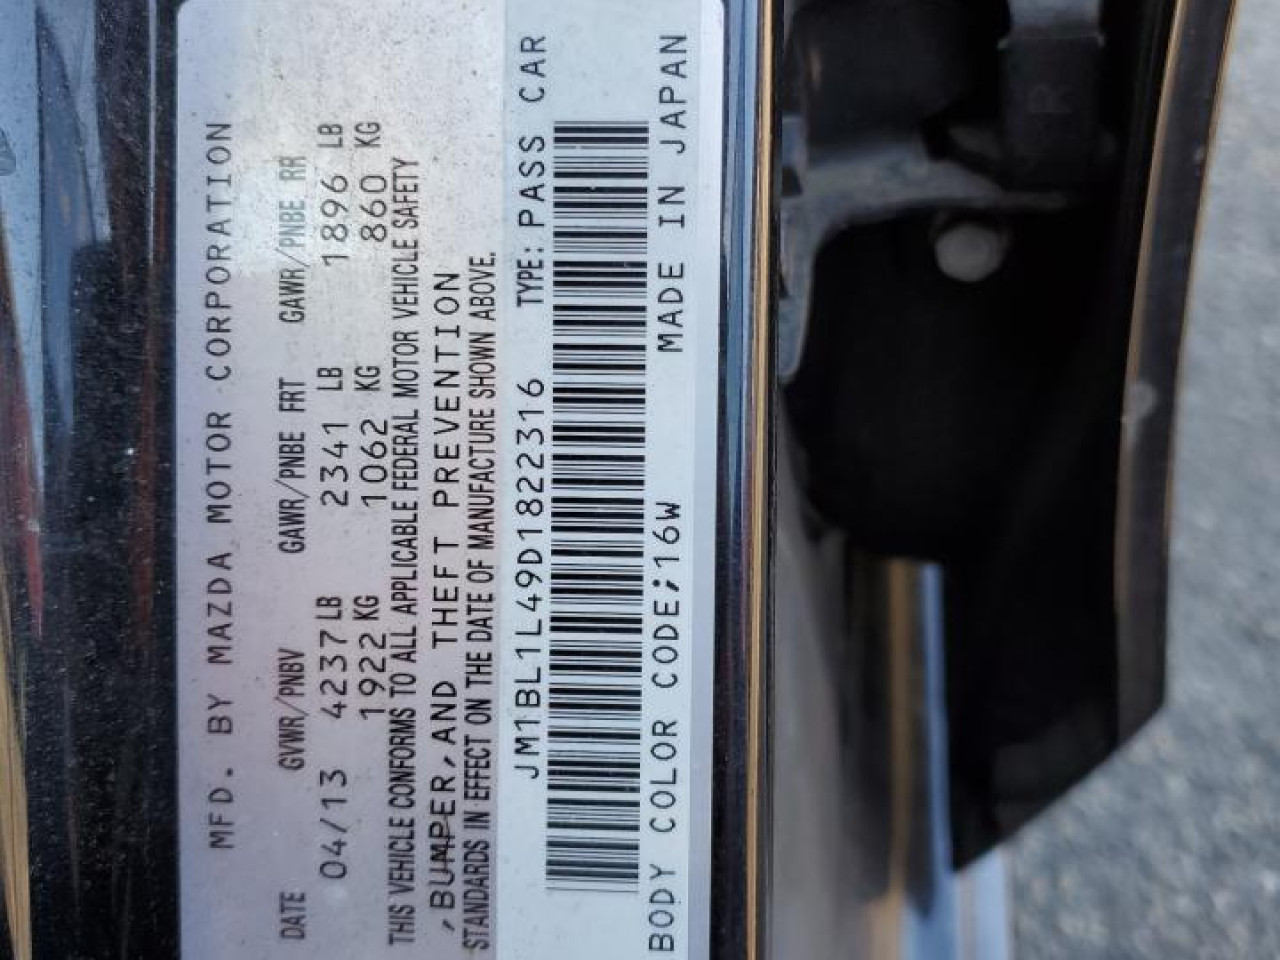 MFD. BY MAZDA MOTOR CORPORATION
DATE GVWR/PNBV GAWR/PNBE FRT GAWR/PNBE RR
04/13 4237 LB 2341 LB 1896 LB
1922 KG 1062 KG 860 KG
THIS VEHICLE CONFORMS TO ALL APPLICABLE FEDERAL MOTOR VEHICLE SAFETY
,BUMPER,AND THEFT PREVENTION
STANDARDS IN EFFECT ON THE DATE OF MANUFACTURE SHOWN ABOVE.
JM1BL1L49D1822316 TYPE: PASS CAR
BODY COLOR CODE;16W MADE IN JAPAN